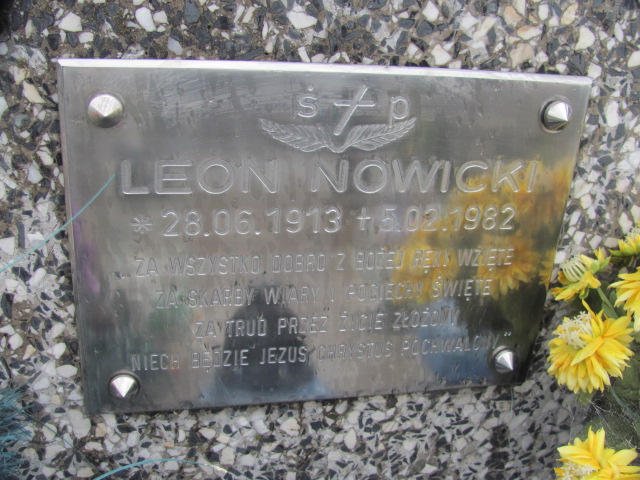 ś p
LEON NOWICKI
* 28.06.1913 + 5.02.1982
„ZA WSZYSTKO DOBRO Z BOŻEJ RĘKI WZIĘTE
ZA SKARBY WIARY, POCIECHY ŚWIĘTE
ZA TRUD PRZEZ ŻYCIE ZŁOŻONY
NIECH BĘDZIE JEZUS CHRYSTUS POCHWALONY"